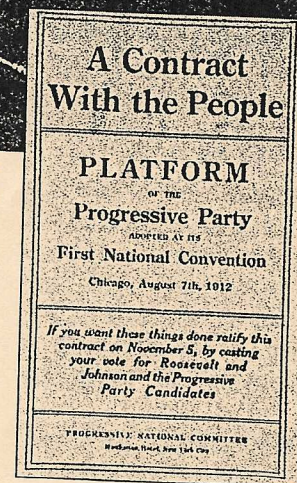 A Contract
With the People
PLATFORM
OF THE
Progressive Party
ADOPTED AT ITS
First National Convention
Chicago, August 7th, 1912
If you want these things done ratify this
contract on November 5, by casting
your vote for Roosevelt and
Johnson and the Progressive
Party Candidates
PROGRESSIVE NATIONAL COMMITTEE
Manhattan Hotel, New York City